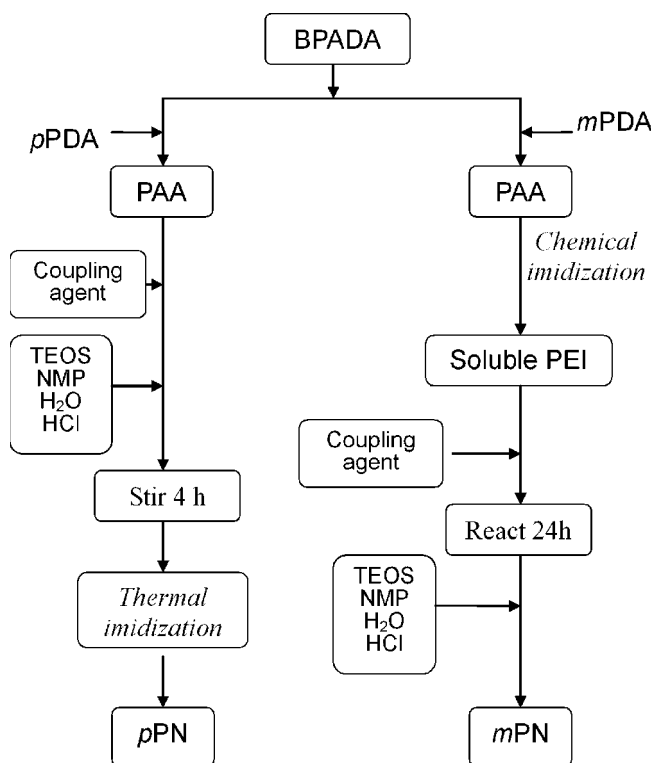 BPADA
pPDA
PAA
Coupling
agent
TEOS
NMP
H₂O
HCl
Stir 4 h
Thermal
imidization
pPN
mPDA
PAA
Chemical
imidization
Soluble PEI
Coupling
agent
React 24h
TEOS
NMP
H₂O
HCl
mPN